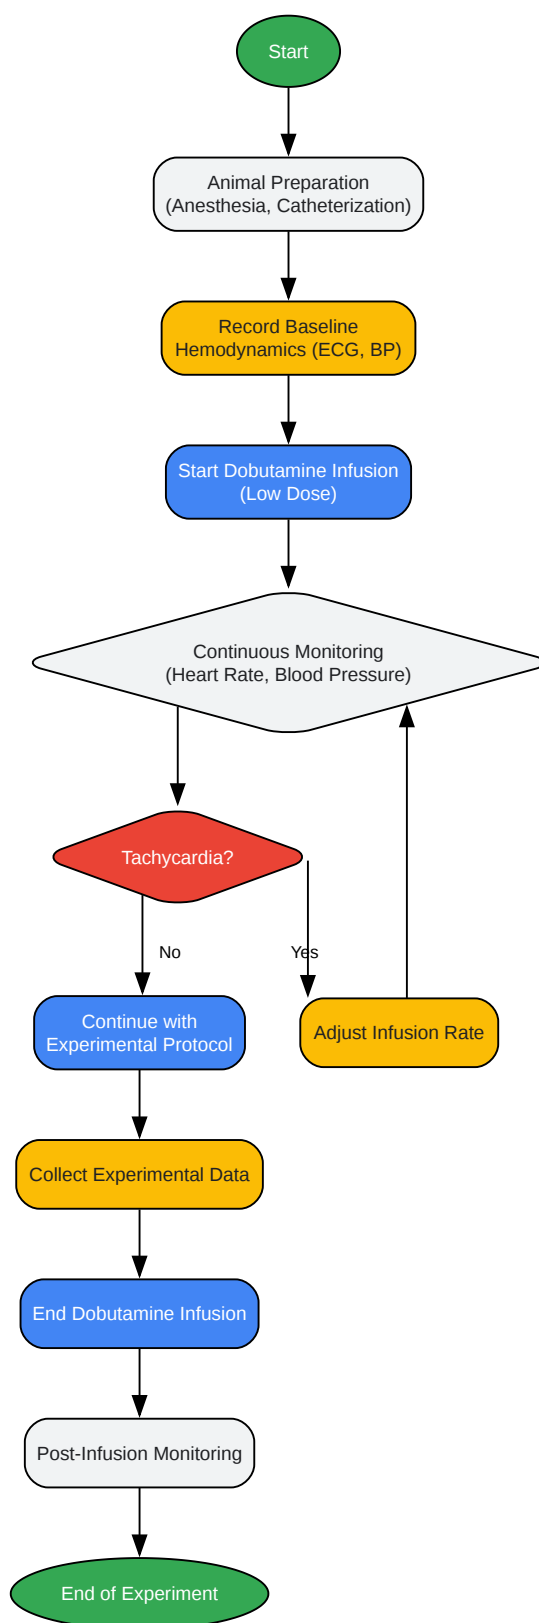 Start
Animal Preparation
(Anesthesia, Catheterization)
Record Baseline
Hemodynamics (ECG, BP)
Start Dobutamine Infusion
(Low Dose)
Continuous Monitoring
(Heart Rate, Blood Pressure)
Tachycardia?
No
Yes
Continue with
Experimental Protocol
Adjust Infusion Rate
Collect Experimental Data
End Dobutamine Infusion
Post-Infusion Monitoring
End of Experiment